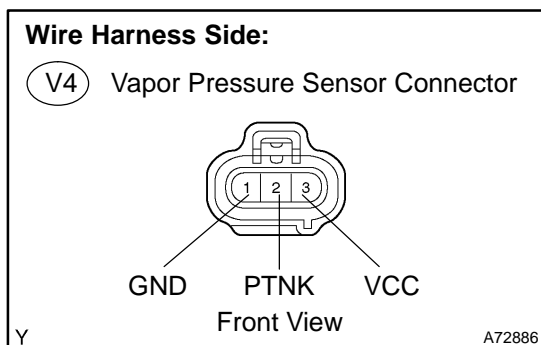 Wire Harness Side:
V4 Vapor Pressure Sensor Connector
1 2 3
GND PTNK VCC
Front View
Y A72886